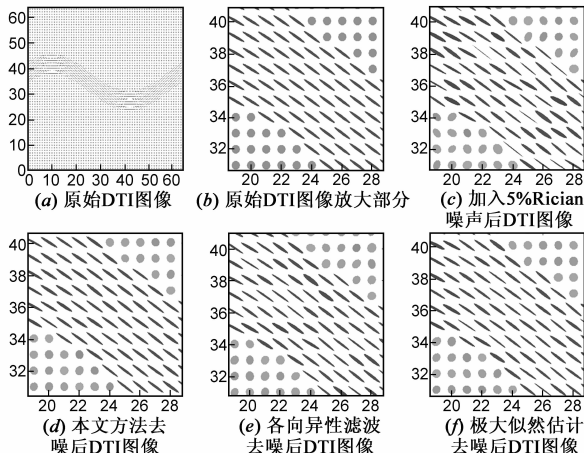 60
50
40
30
20
10
0
0 10 20 30 40 50 60
(a) 原始DTI图像
40
38
36
34
32
20 22 24 26 28
(b) 原始DTI图像放大部分
40
38
36
34
32
20 22 24 26 28
(c) 加入5%Rician
噪声后DTI图像
40
38
36
34
32
20 22 24 26 28
(d) 本文方法去
噪后DTI图像
40
38
36
34
32
20 22 24 26 28
(e) 各向异性滤波
去噪后DTI图像
40
38
36
34
32
20 22 24 26 28
(f) 极大似然估计
去噪后DTI图像